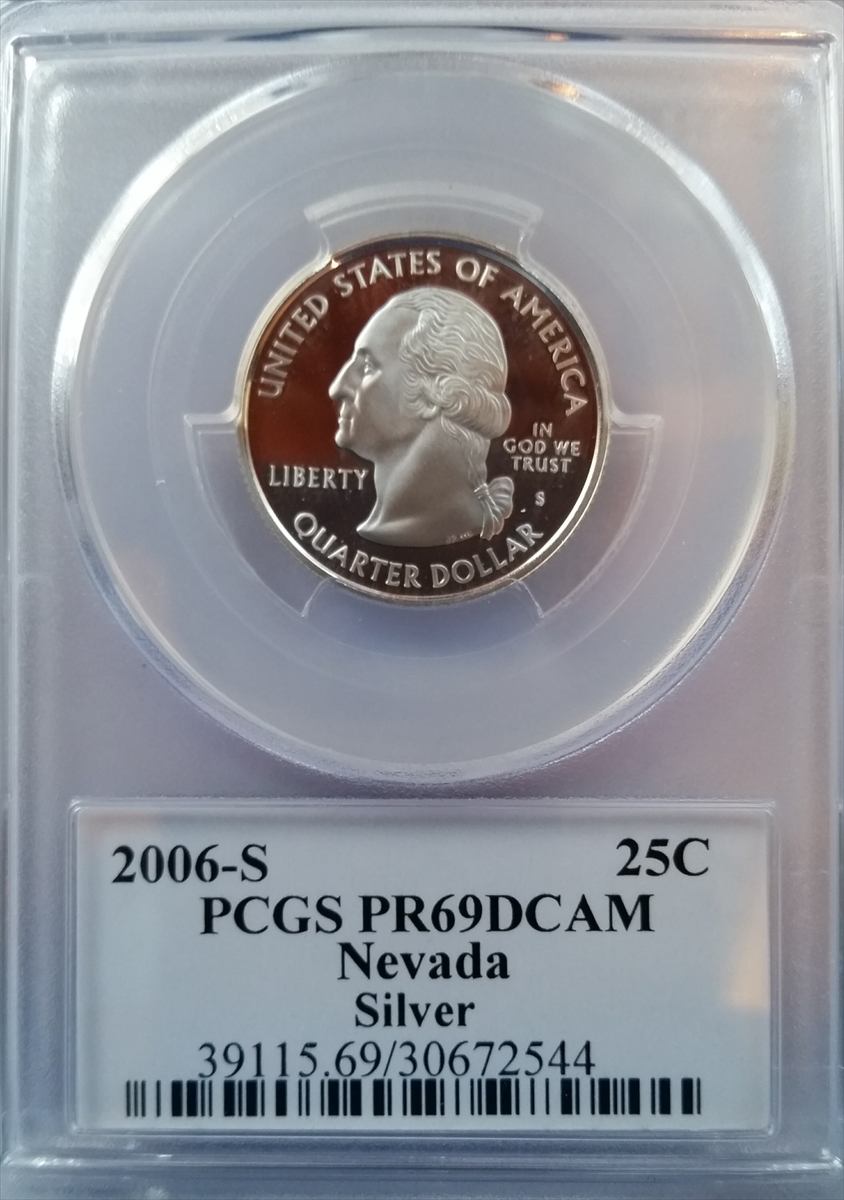 UNITED STATES OF AMERICA
LIBERTY
IN
GOD WE
TRUST
S
QUARTER DOLLAR
2006-S 25C
PCGS PR69DCAM
Nevada
Silver
39115.69/30672544